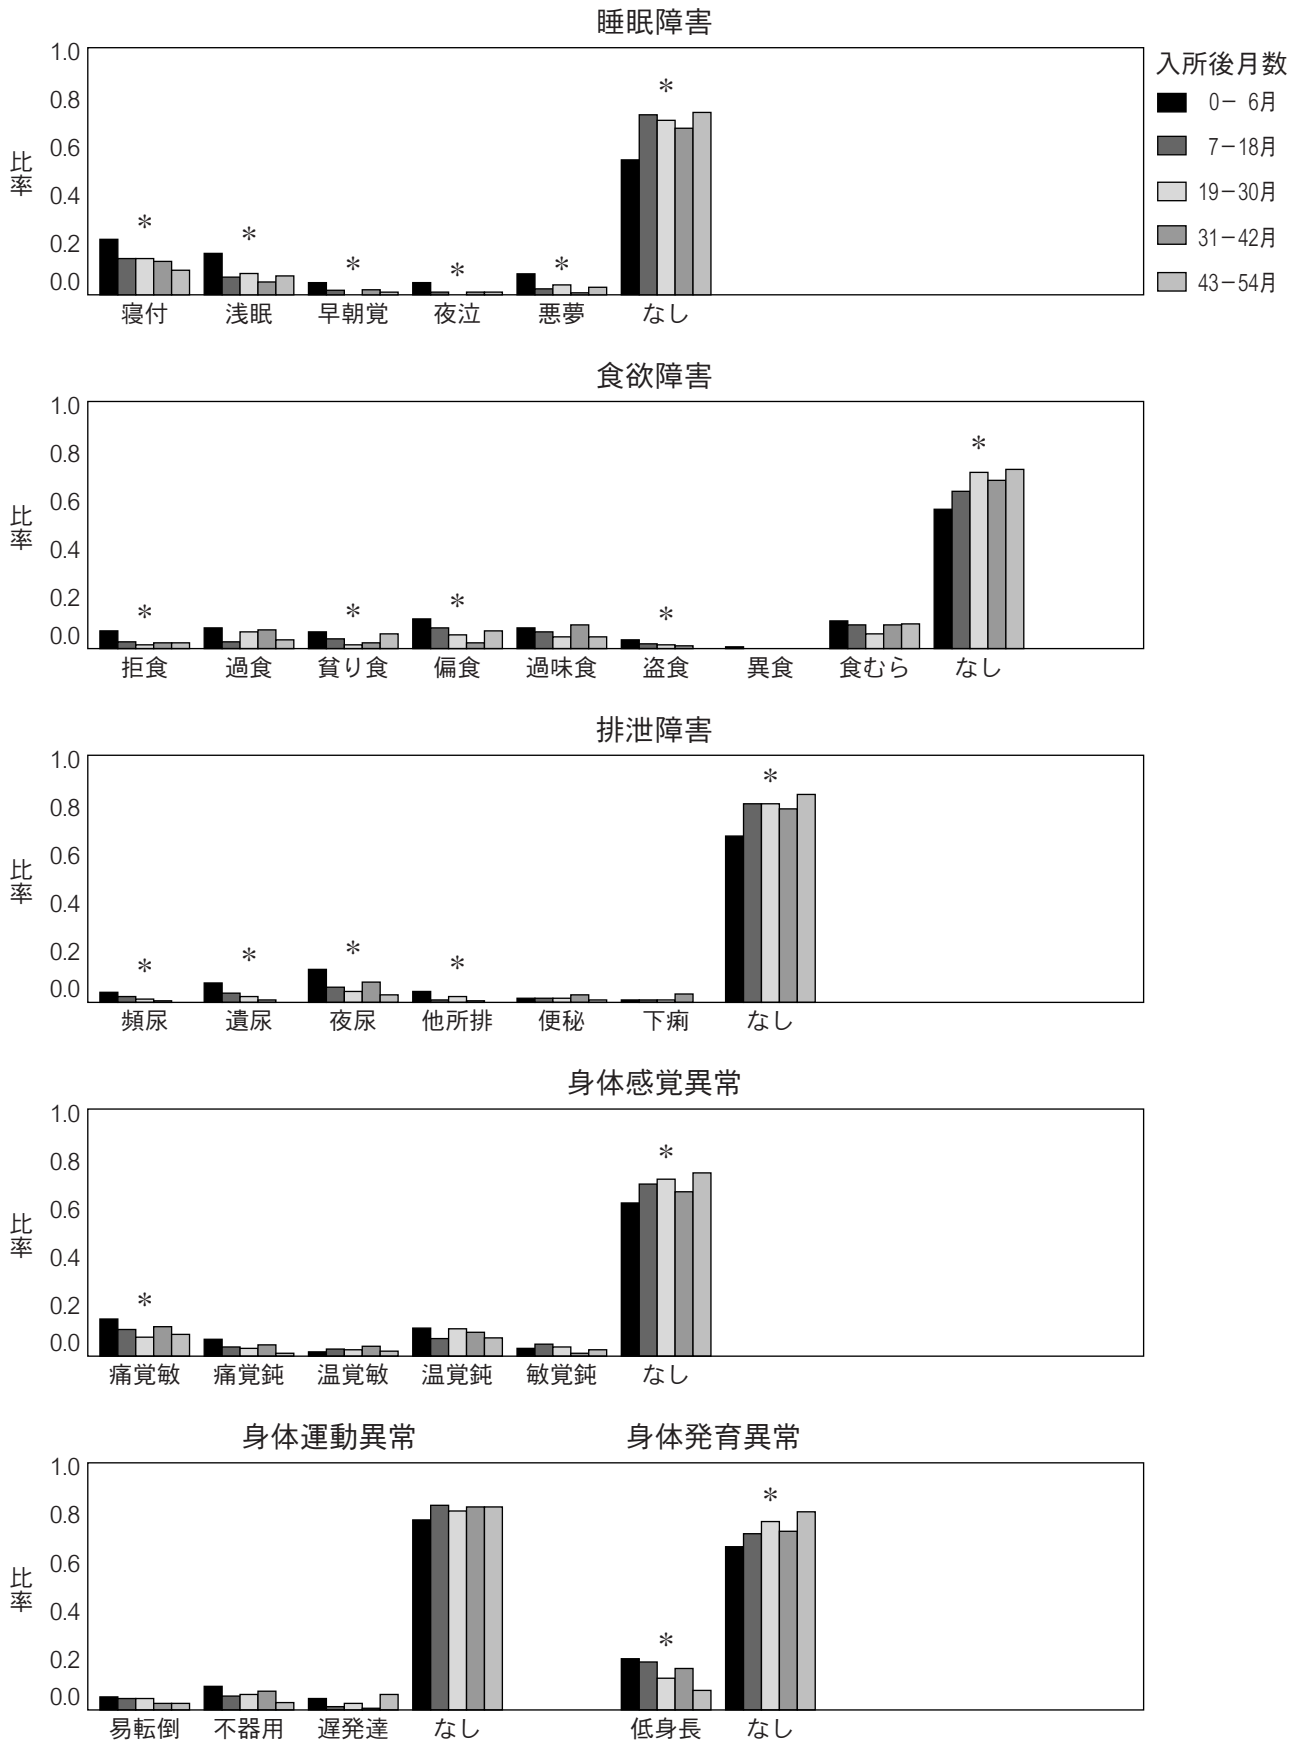 睡眠障害
1.0
0.8
0.6
0.4
0.2
0.0
比率
* * * * * *
寝付 浅眠 早朝覚 夜泣 悪夢 なし
入所後月数
0－ 6月
7－18月
19－30月
31－42月
43－54月
食欲障害
1.0
0.8
0.6
0.4
0.2
0.0
比率
* * * * *
拒食 過食 貧り食 偏食 過味食 盗食 異食 食むら なし
排泄障害
1.0
0.8
0.6
0.4
0.2
0.0
比率
* * * * *
頻尿 遺尿 夜尿 他所排 便秘 下痢 なし
身体感覚異常
1.0
0.8
0.6
0.4
0.2
0.0
比率
* *
痛覚敏 痛覚鈍 温覚敏 温覚鈍 敏覚鈍 なし
身体運動異常 身体発育異常
1.0
0.8
0.6
0.4
0.2
0.0
比率
* *
易転倒 不器用 遅発達 なし 低身長 なし